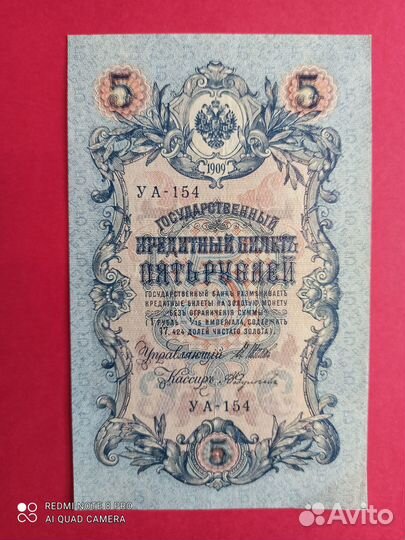 5 5
1909
УА-154
ГОСУДАРСТВЕННЫЙ
КРЕДИТНЫЙ БИЛЕТЪ
ПЯТЬ РУБЛЕЙ
ГОСУДАРСТВЕННЫЙ БАНКЪ РАЗМѢНИВАЕТЪ
КРЕДИТНЫЕ БИЛЕТЫ НА ЗОЛОТУЮ МОНЕТУ
БЕЗЪ ОГРАНИЧЕНІЯ СУММЫ
(1 РУБЛЬ = 1/15 ИМПЕРІАЛА, СОДЕРЖИТЪ
17,424 ДОЛЕЙ ЧИСТАГО ЗОЛОТА).
Управляющій
Кассиръ
УА-154
5
REDMI NOTE 8 PRO
AI QUAD CAMERA
Avito